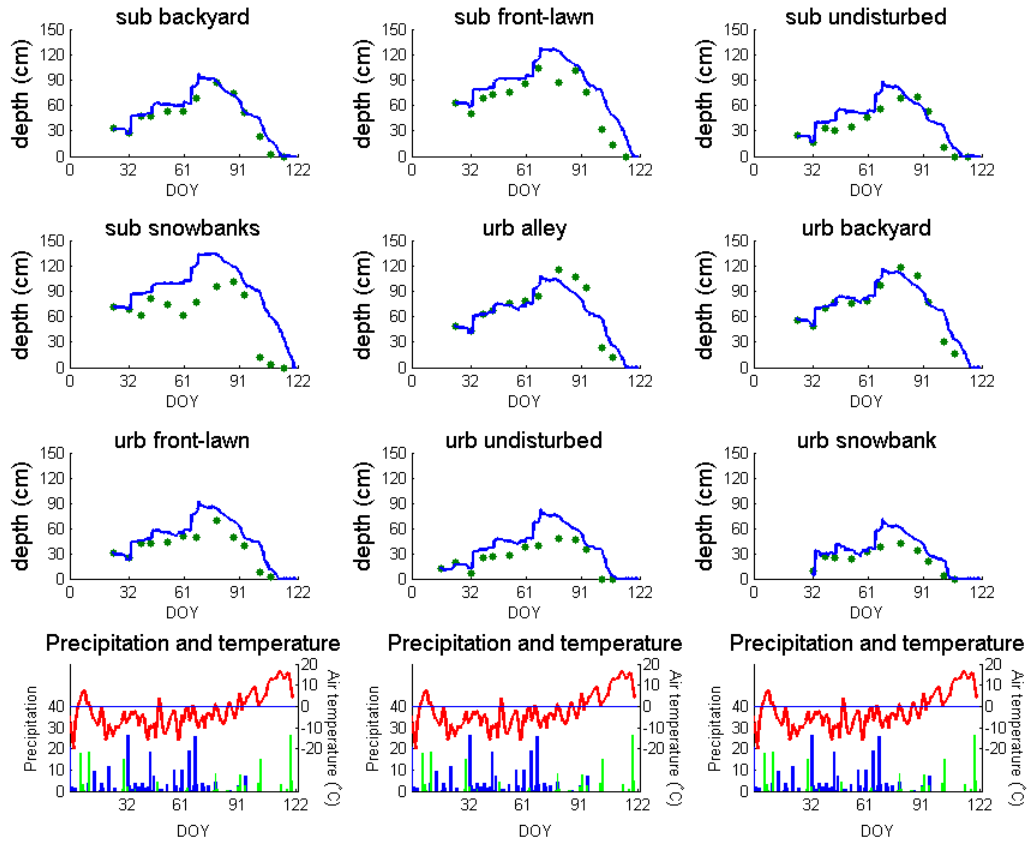 sub backyard
sub front-lawn
sub undisturbed
depth (cm)
150
120
90
60
30
0
0 32 61 91 122
DOY
depth (cm)
150
120
90
60
30
0
0 32 61 91 122
DOY
depth (cm)
150
120
90
60
30
0
0 32 61 91 122
DOY
sub snowbanks
urb alley
urb backyard
depth (cm)
150
120
90
60
30
0
0 32 61 91 122
DOY
depth (cm)
150
120
90
60
30
0
0 32 61 91 122
DOY
depth (cm)
150
120
90
60
30
0
0 32 61 91 122
DOY
urb front-lawn
urb undisturbed
urb snowbank
depth (cm)
150
120
90
60
30
0
0 32 61 91 122
DOY
depth (cm)
150
120
90
60
30
0
0 32 61 91 122
DOY
depth (cm)
150
120
90
60
30
0
0 32 61 91 122
DOY
Precipitation and temperature
Precipitation and temperature
Precipitation and temperature
Precipitation
40
30
20
10
0
32 61 91 122
DOY
20
10
0
-10
-20
Air temperature (°C)
Precipitation
40
30
20
10
0
32 61 91 122
DOY
20
10
0
-10
-20
Air temperature (°C)
Precipitation
40
30
20
10
0
32 61 91 122
DOY
20
10
0
-10
-20
Air temperature (°C)